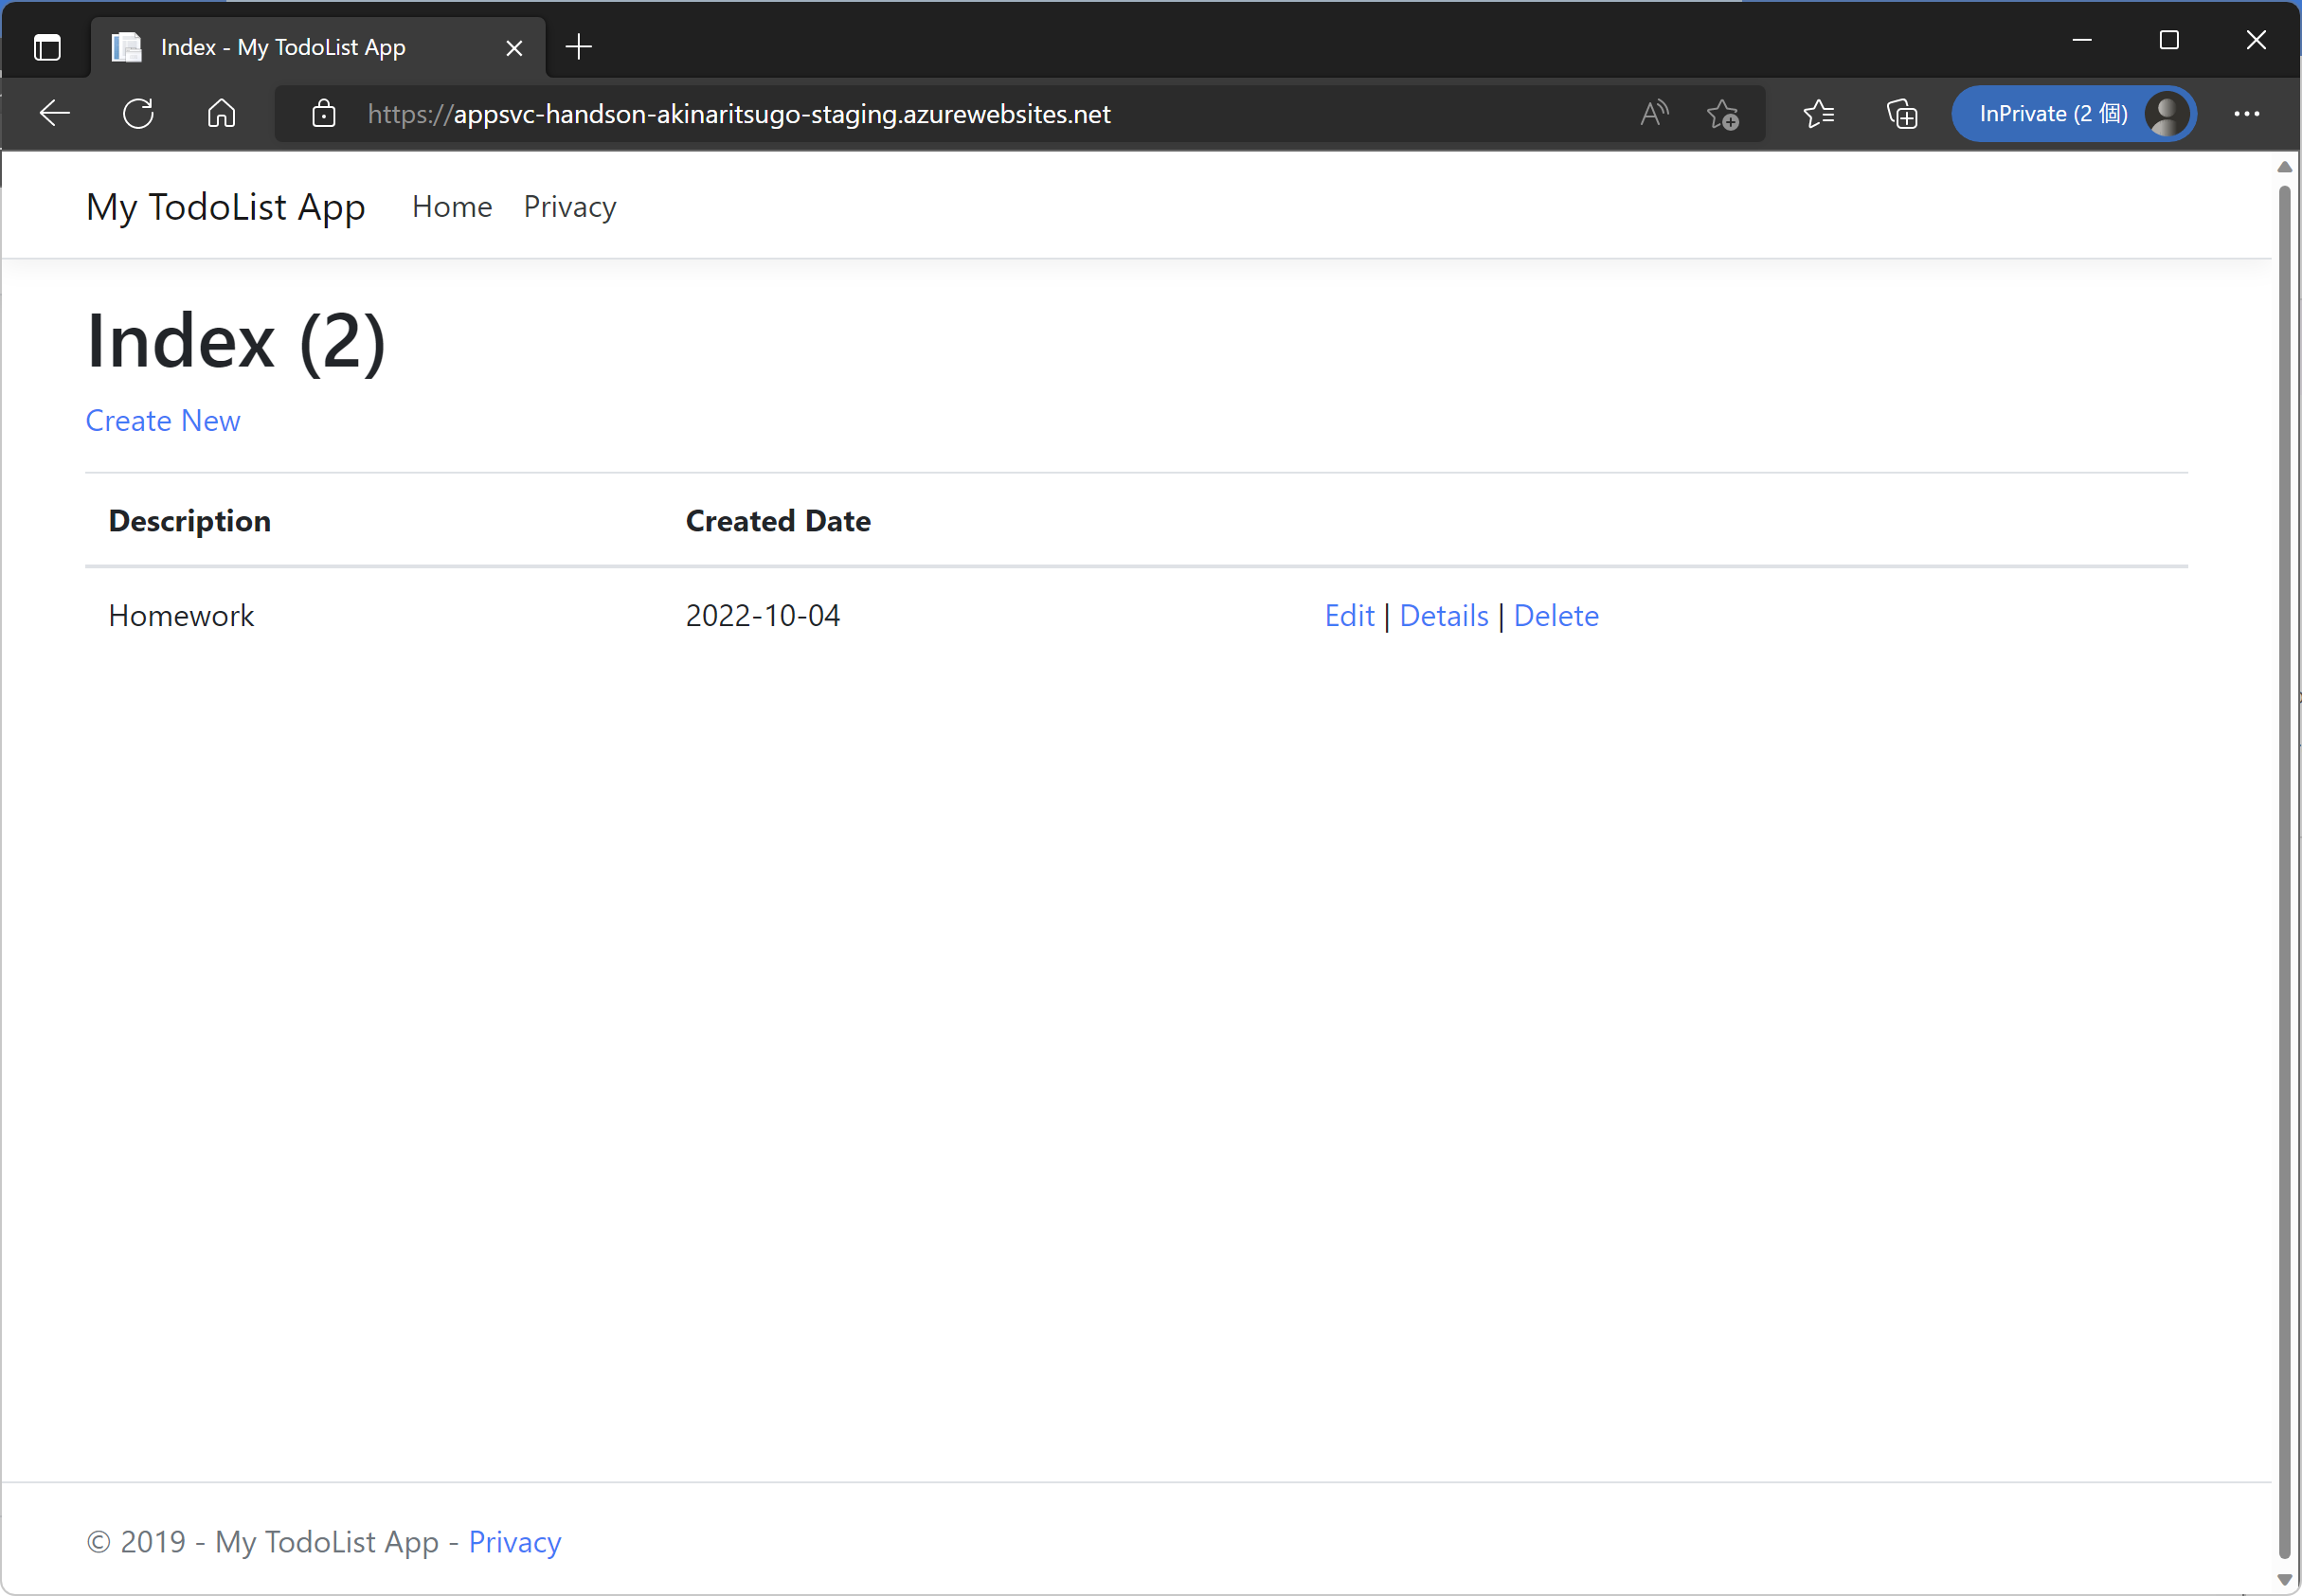 Index - My TodoList App
https://appsvc-handson-akinaritsugo-staging.azurewebsites.net
InPrivate (2 個)
My TodoList App Home Privacy
Index (2)
Create New
Description Created Date
Homework 2022-10-04 Edit | Details | Delete
© 2019 - My TodoList App - Privacy